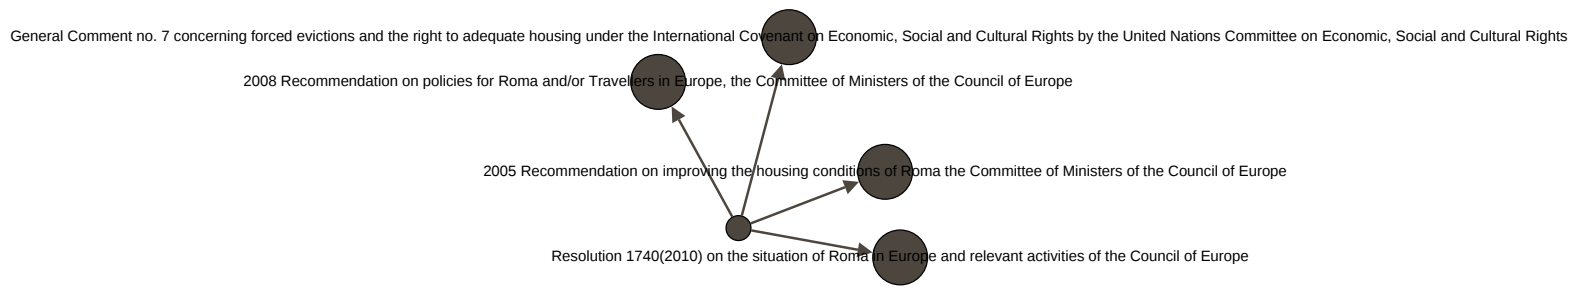 General Comment no. 7 concerning forced evictions and the right to adequate housing under the International Covenant on Economic, Social and Cultural Rights by the United Nations Committee on Economic, Social and Cultural Rights
2008 Recommendation on policies for Roma and/or Travellers in Europe, the Committee of Ministers of the Council of Europe
2005 Recommendation on improving the housing conditions of Roma the Committee of Ministers of the Council of Europe
Resolution 1740(2010) on the situation of Roma in Europe and relevant activities of the Council of Europe